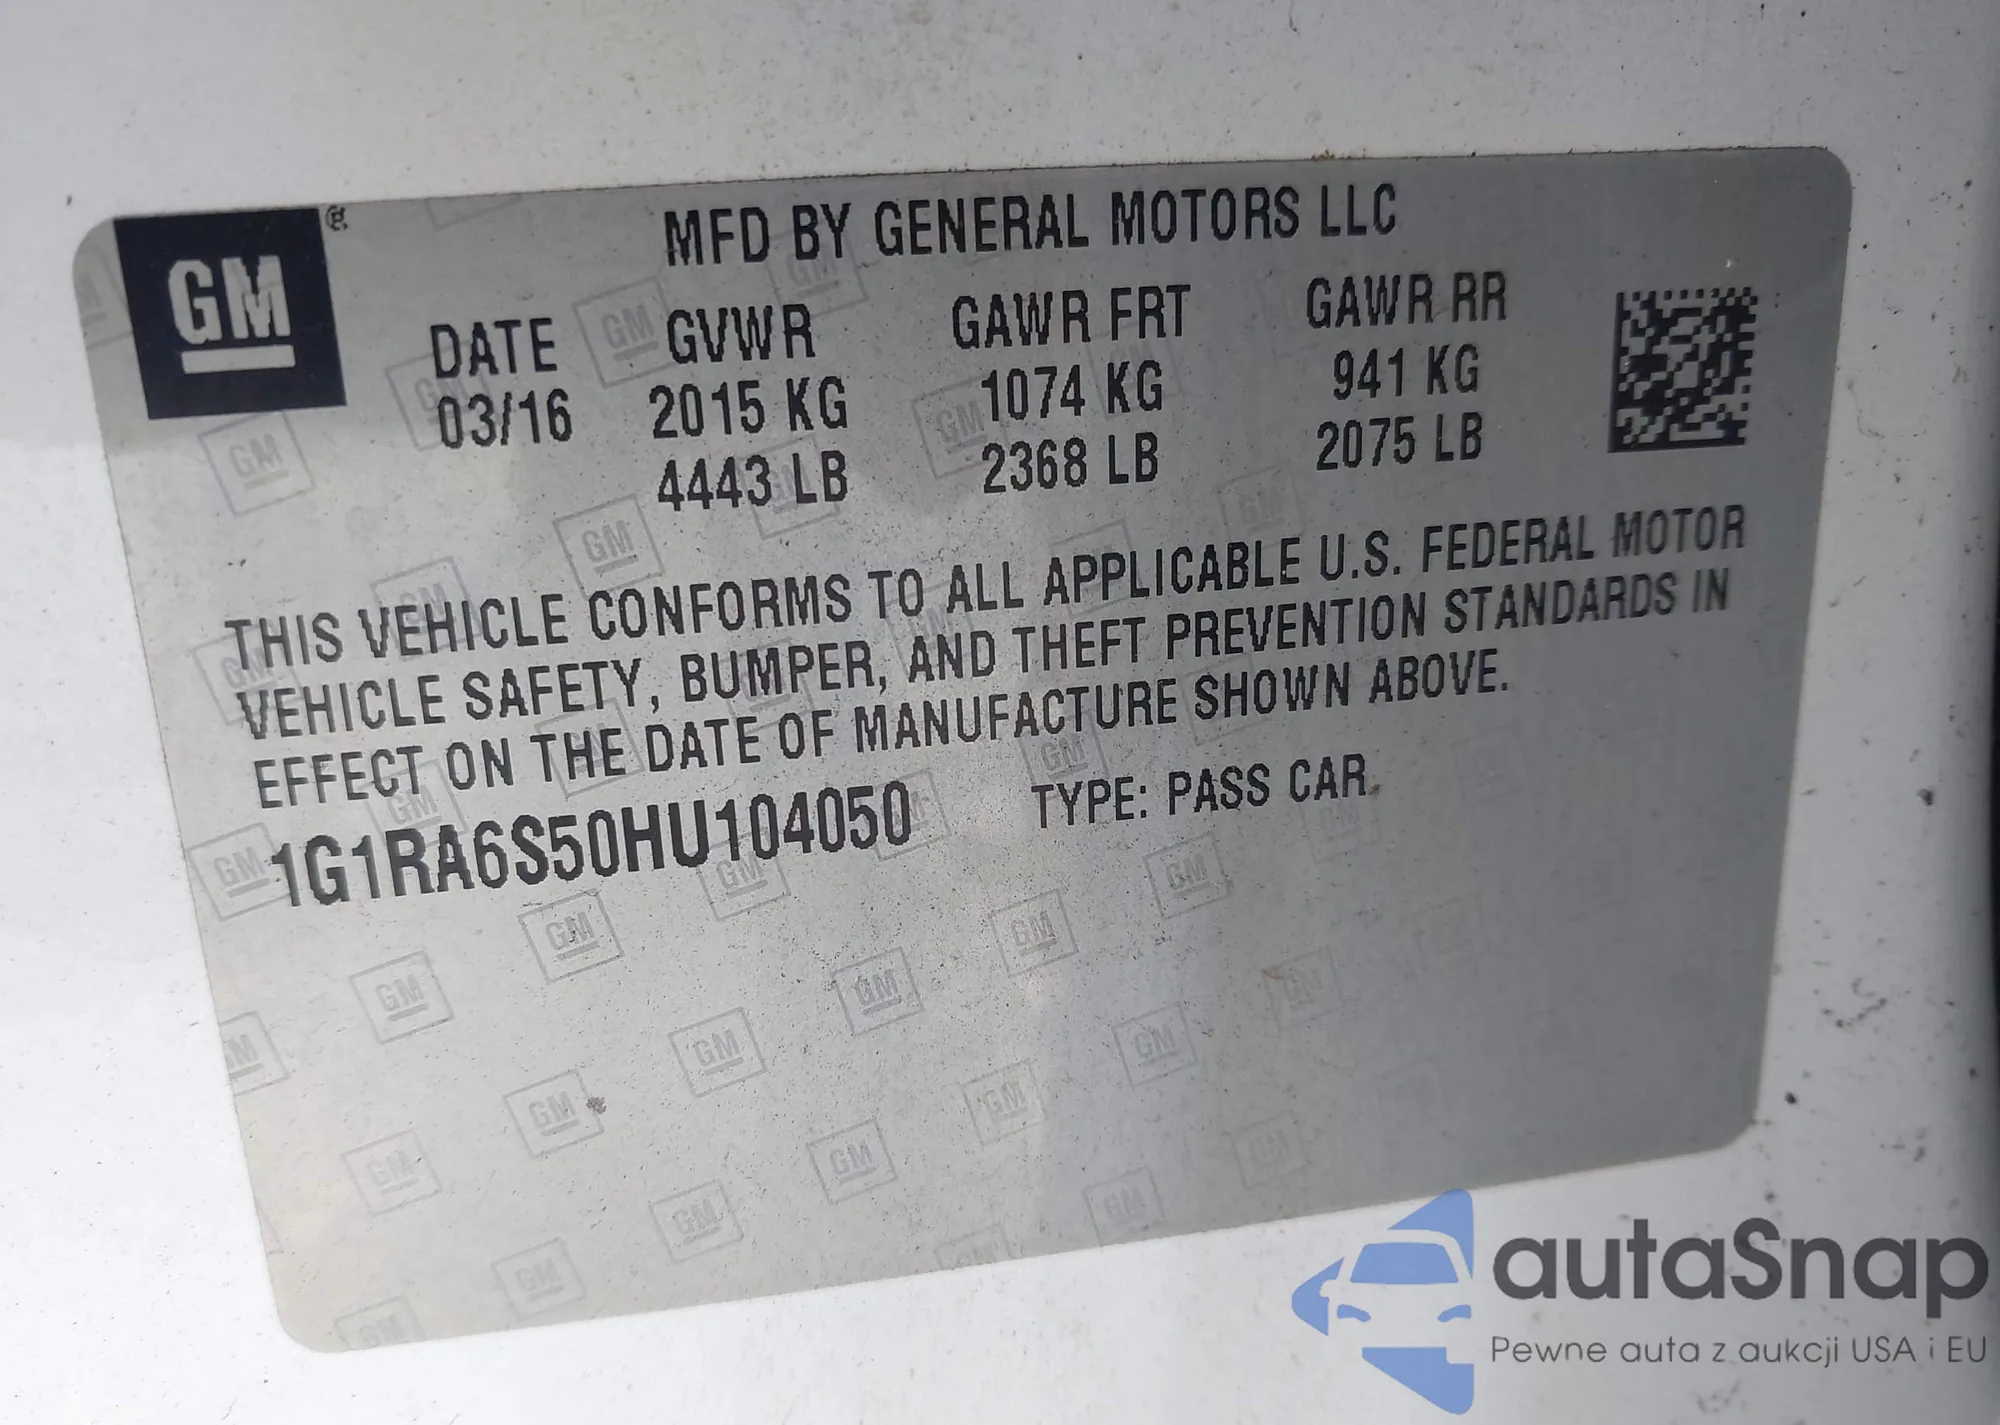 GM®
MFD BY GENERAL MOTORS LLC
DATE GVWR GAWR FRT GAWR RR
03/16 2015 KG 1074 KG 941 KG
4443 LB 2368 LB 2075 LB
THIS VEHICLE CONFORMS TO ALL APPLICABLE U.S. FEDERAL MOTOR
VEHICLE SAFETY, BUMPER, AND THEFT PREVENTION STANDARDS IN
EFFECT ON THE DATE OF MANUFACTURE SHOWN ABOVE.
1G1RA6S50HU104050 TYPE: PASS CAR.
autaSnap
Pewne auta z aukcji USA i EU